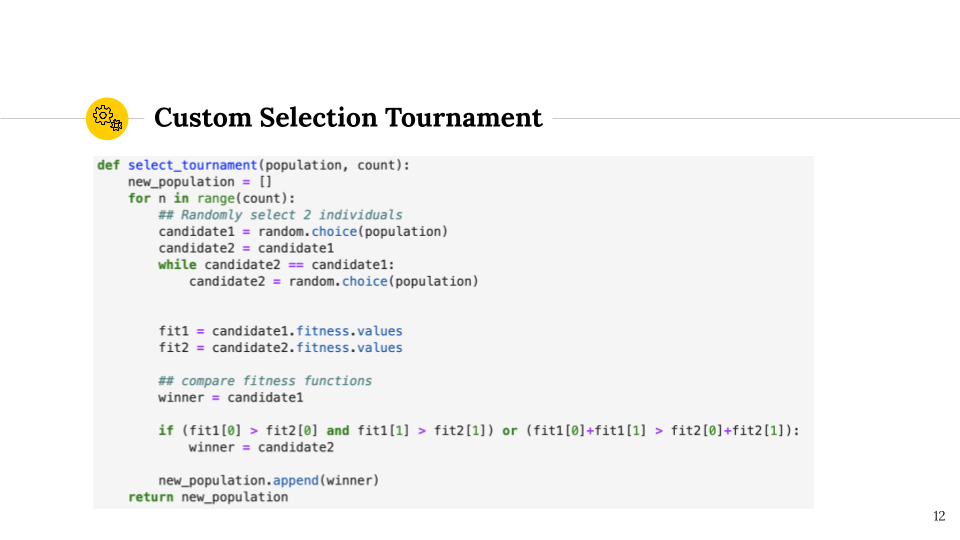 Custom Selection Tournament
def select_tournament(population, count):
    new_population = []
    for n in range(count):
        ## Randomly select 2 individuals
        candidate1 = random.choice(population)
        candidate2 = candidate1
        while candidate2 == candidate1:
            candidate2 = random.choice(population)
        fit1 = candidate1.fitness.values
        fit2 = candidate2.fitness.values
        ## compare fitness functions
        winner = candidate1
        if (fit1[0] > fit2[0] and fit1[1] > fit2[1]) or (fit1[0]+fit1[1] > fit2[0]+fit2[1]):
            winner = candidate2
        new_population.append(winner)
    return new_population
12